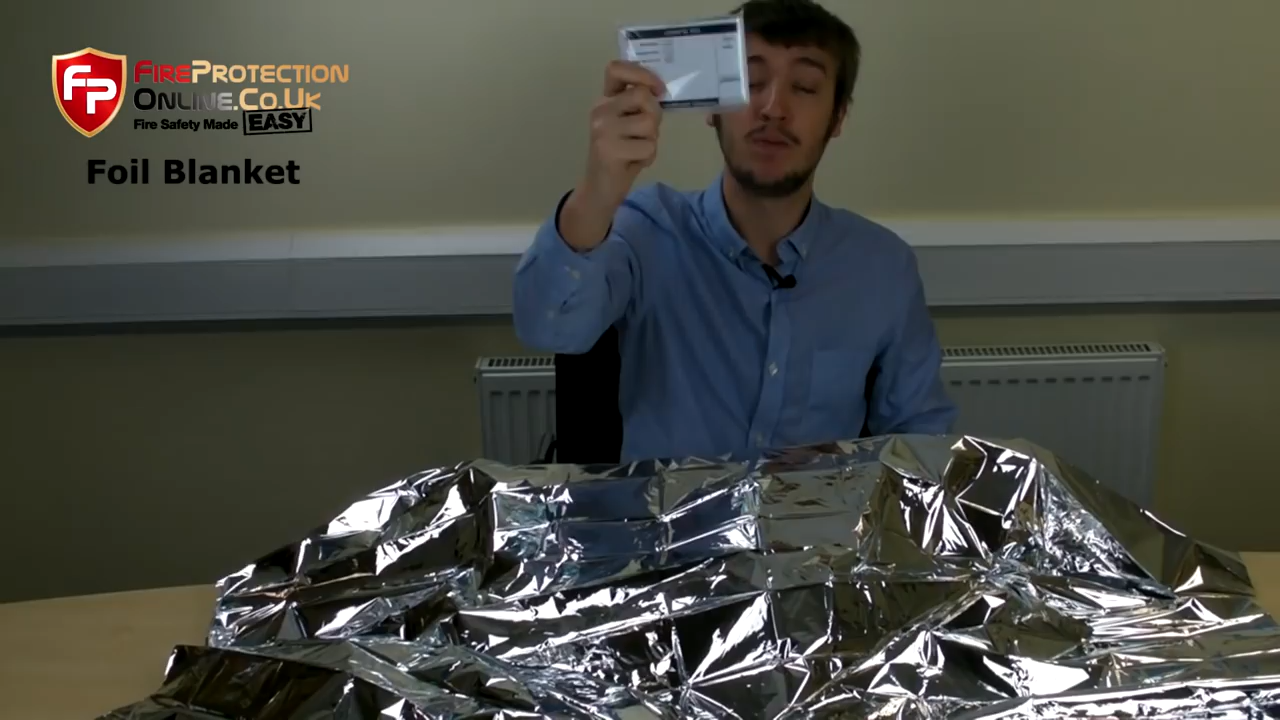 FP
FIREPROTECTION
ONLINE.CO.UK
Fire Safety Made EASY
Foil Blanket